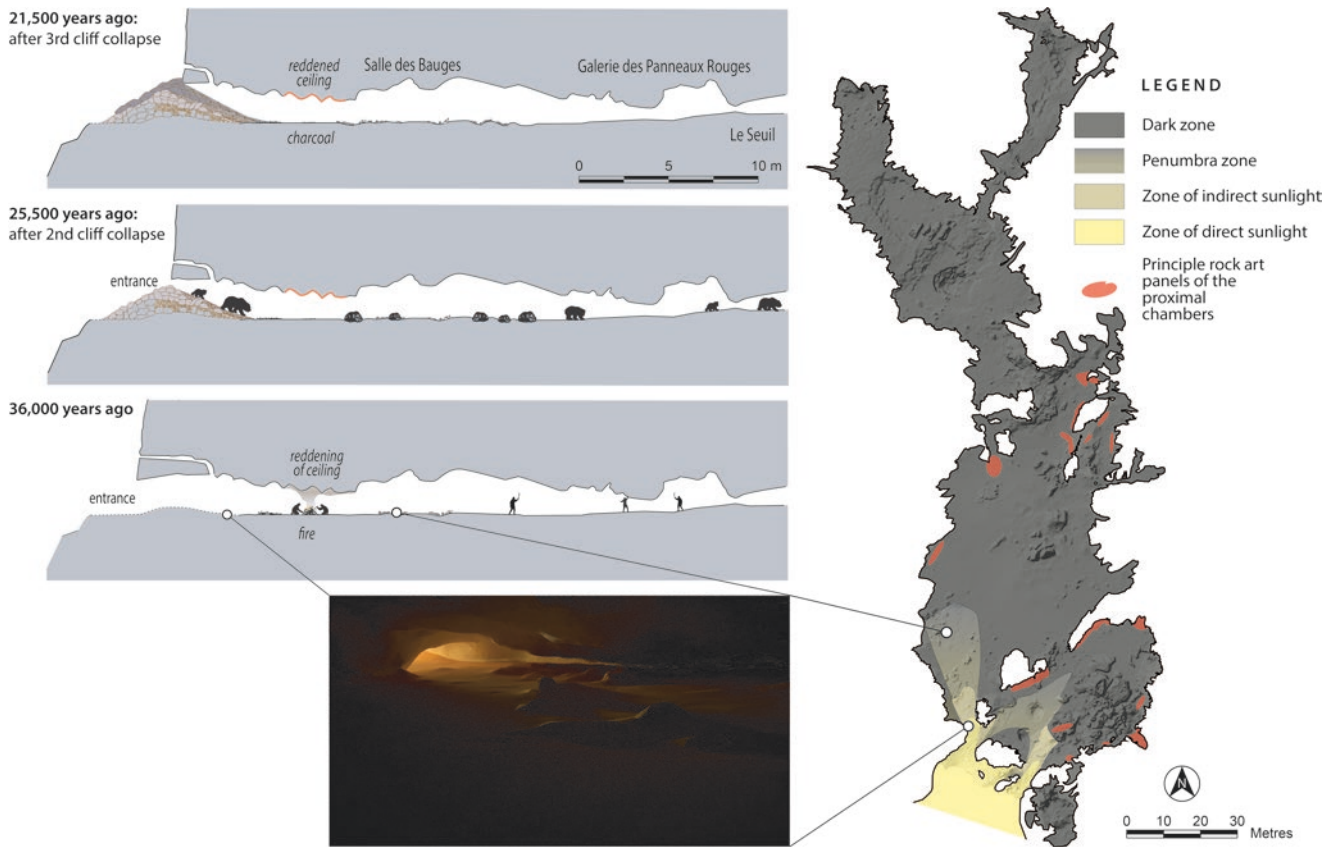 21,500 years ago:
after 3rd cliff collapse
reddened
ceiling
Salle des Bauges
Galerie des Panneaux Rouges
charcoal
Le Seuil
0 5 10 m
25,500 years ago:
after 2nd cliff collapse
entrance
36,000 years ago
reddening
of ceiling
entrance
fire
LEGEND
Dark zone
Penumbra zone
Zone of indirect sunlight
Zone of direct sunlight
Principle rock art
panels of the
proximal
chambers
N
0 10 20 30
Metres